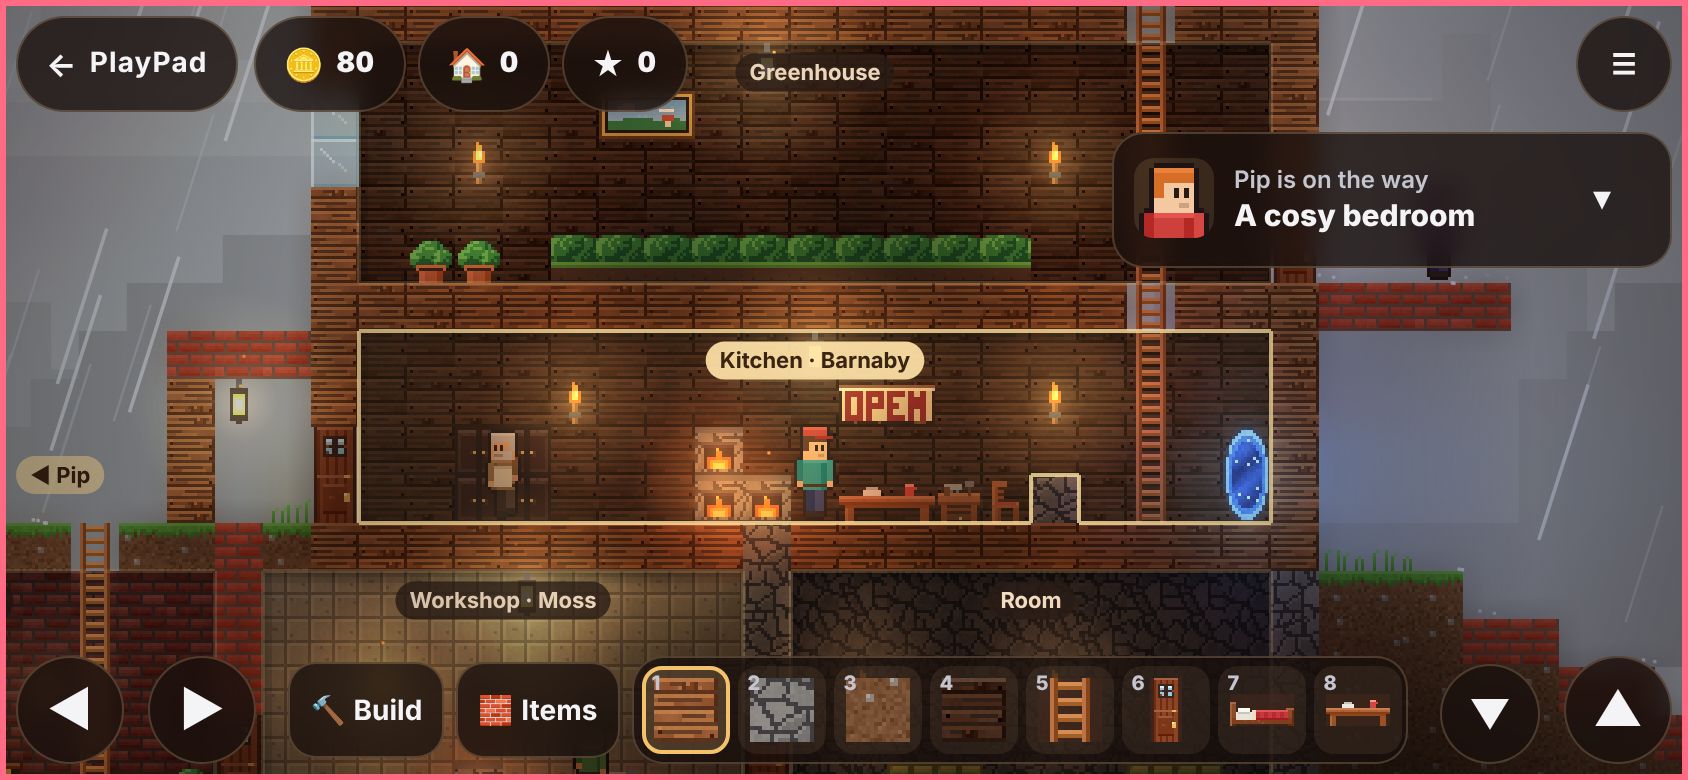 ← PlayPad
80
0
★ 0
Greenhouse
Pip is on the way
A cosy bedroom
Kitchen · Barnaby
OPEN
◀ Pip
Workshop · Moss
Room
Build
Items
1
2
3
4
5
6
7
8